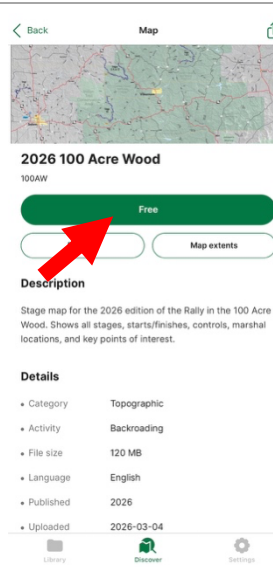 Back
Map
2026 100 Acre Wood
100AW
Free
Map extents
Description
Stage map for the 2026 edition of the Rally in the 100 Acre
Wood. Shows all stages, starts/finishes, controls, marshal
locations, and key points of interest.
Details
• Category Topographic
• Activity Backroading
• File size 120 MB
• Language English
• Published 2026
• Uploaded 2026-03-04
Library Discover Settings